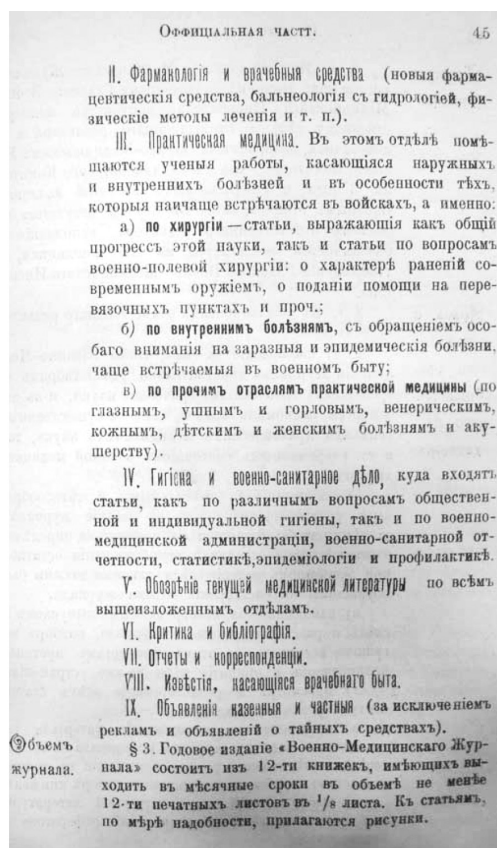 Оффиціальная частт. 45
II. Фармакологія и врачебныя средства (новыя фарма-
цевтическія средства, бальнеологія съ гидрологіей, фи-
зическіе методы леченія и т. п.).
III. Практическая медицина. Въ этомъ отдѣлѣ помѣ-
щаются ученыя работы, касающіяся наружныхъ
и внутреннихъ болѣзней и въ особенности тѣхъ,
которыя наичаще встрѣчаются въ войскахъ, а именно:
а) по хирургіи—статьи, выражающія какъ общій
прогрессъ этой науки, такъ и статьи по вопросамъ
военно-полевой хирургіи: о характерѣ раненій со-
временнымъ оружіемъ, о поданіи помощи на пере-
вязочныхъ пунктахъ и проч.;
б) по внутреннимъ болѣзнямъ, съ обращеніемъ осо-
баго вниманія на заразныя и эпидемическія болѣзни,
чаще встрѣчаемыя въ военномъ быту;
в) по прочимъ отраслямъ практической медицины (по
глазнымъ, ушнымъ и горловымъ, венерическимъ,
кожнымъ, дѣтскимъ и женскимъ болѣзнямъ и аку-
шерству).
IV. Гигіена и военно-санитарное дѣло, куда входятъ
статьи, какъ по различнымъ вопросамъ обществен-
ной и индивидуальной гигіены, такъ и по военно-
медицинской администраціи, военно-санитарной от-
четности, статистикѣ, эпидеміологіи и профилактикѣ.
V. Обозрѣніе текущей медицинской литературы по всѣмъ
вышеизложеннымъ отдѣламъ.
VI. Критика и библіографія.
VII. Отчеты и корреспонденціи.
VIII. Извѣстія, касающіяся врачебнаго быта.
IX. Объявленія казенныя и частныя (за исключеніемъ
рекламъ и объявленій о тайныхъ средствахъ).
Объемъ § 3. Годовое изданіе «Военно-Медицинскаго Жур-
журнала. нала» состоитъ изъ 12-ти книжекъ, имѣющихъ вы-
ходить въ мѣсячные сроки въ объемѣ не менѣе
12-ти печатныхъ листовъ въ 1/8 листа. Къ статьямъ,
по мѣрѣ надобности, прилагаются рисунки.